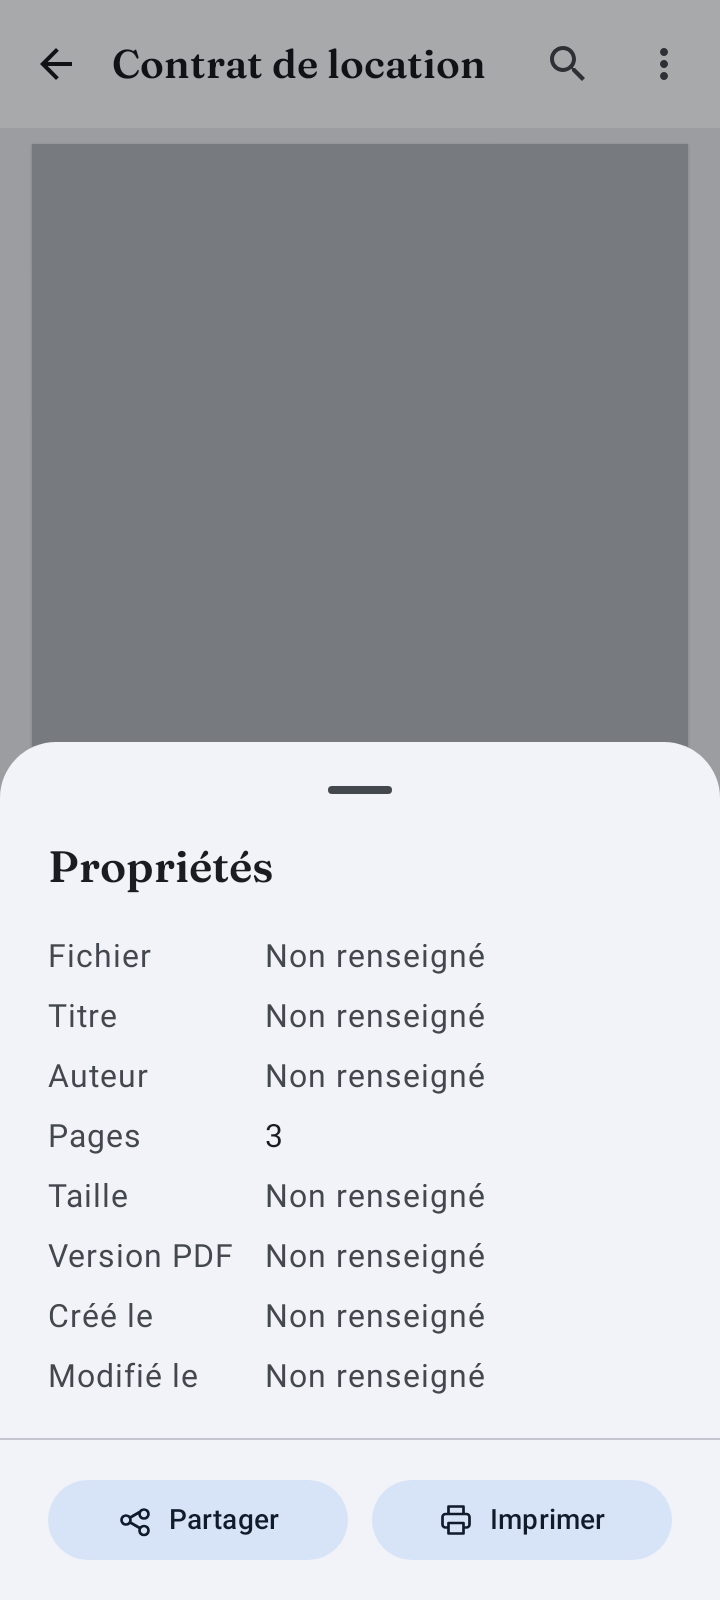 Contrat de location
Propriétés
Fichier Non renseigné
Titre Non renseigné
Auteur Non renseigné
Pages 3
Taille Non renseigné
Version PDF Non renseigné
Créé le Non renseigné
Modifié le Non renseigné
Partager Imprimer